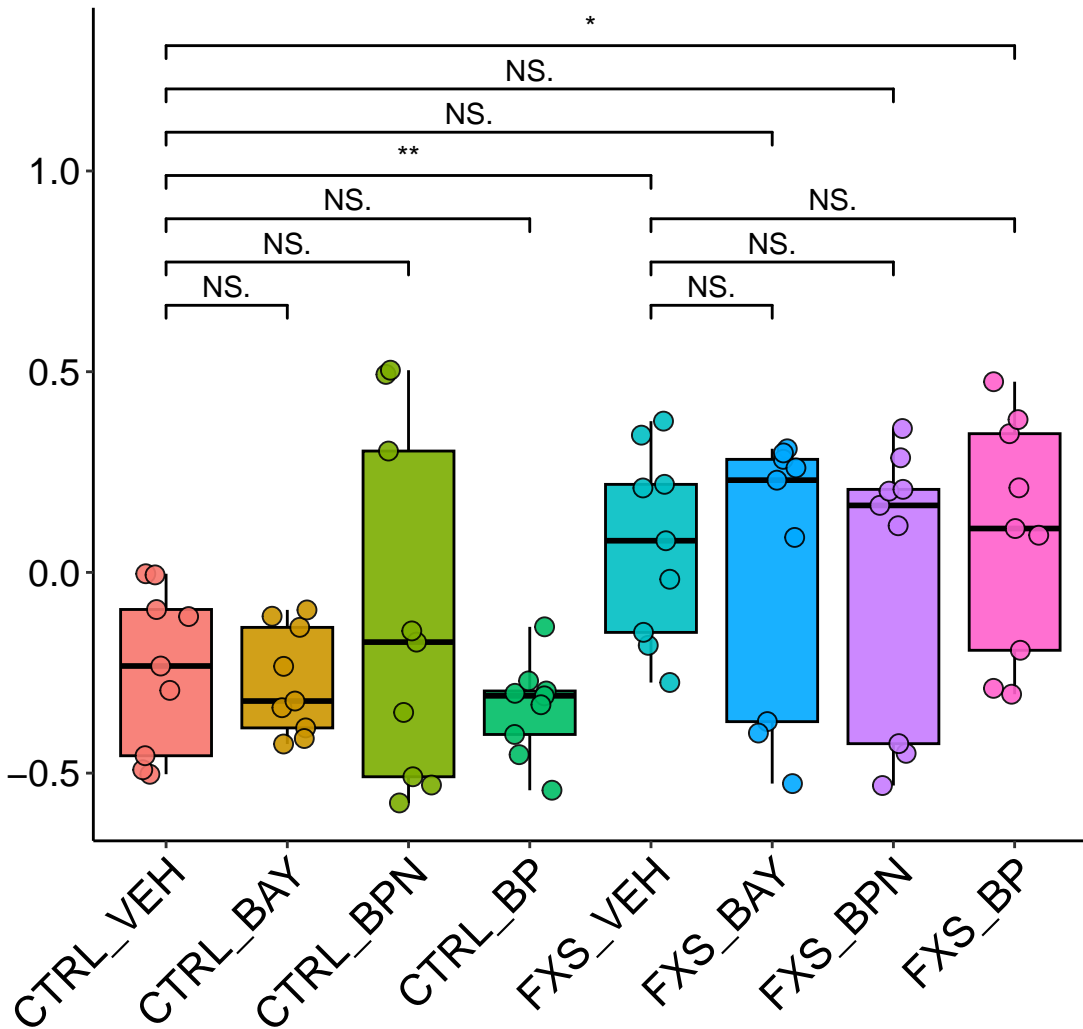 *
NS.
NS.
**
NS.
NS.
NS.
NS.
NS.
NS.
1.0
0.5
0.0
−0.5
CTRL_VEH
CTRL_BAY
CTRL_BPN
CTRL_BP
FXS_VEH
FXS_BAY
FXS_BPN
FXS_BP